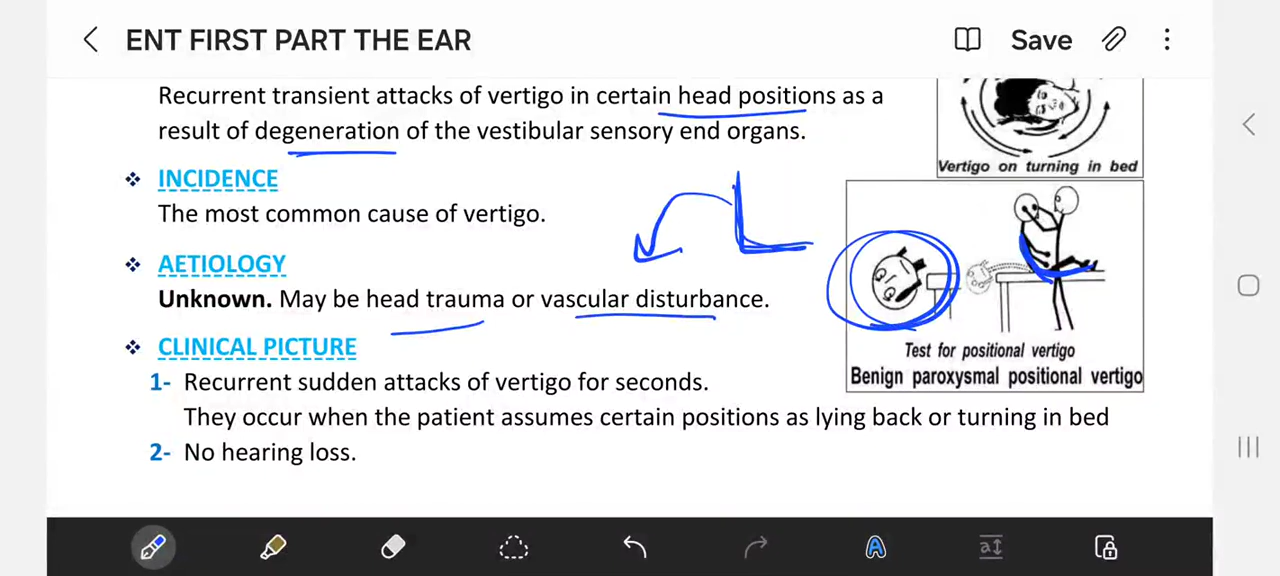 ENT FIRST PART THE EAR
Save
Recurrent transient attacks of vertigo in certain head positions as a
result of degeneration of the vestibular sensory end organs.
Vertigo on turning in bed
❖ INCIDENCE
The most common cause of vertigo.
❖ AETIOLOGY
Unknown. May be head trauma or vascular disturbance.
Test for positional vertigo
Benign paroxysmal positional vertigo
❖ CLINICAL PICTURE
1- Recurrent sudden attacks of vertigo for seconds.
They occur when the patient assumes certain positions as lying back or turning in bed
2- No hearing loss.